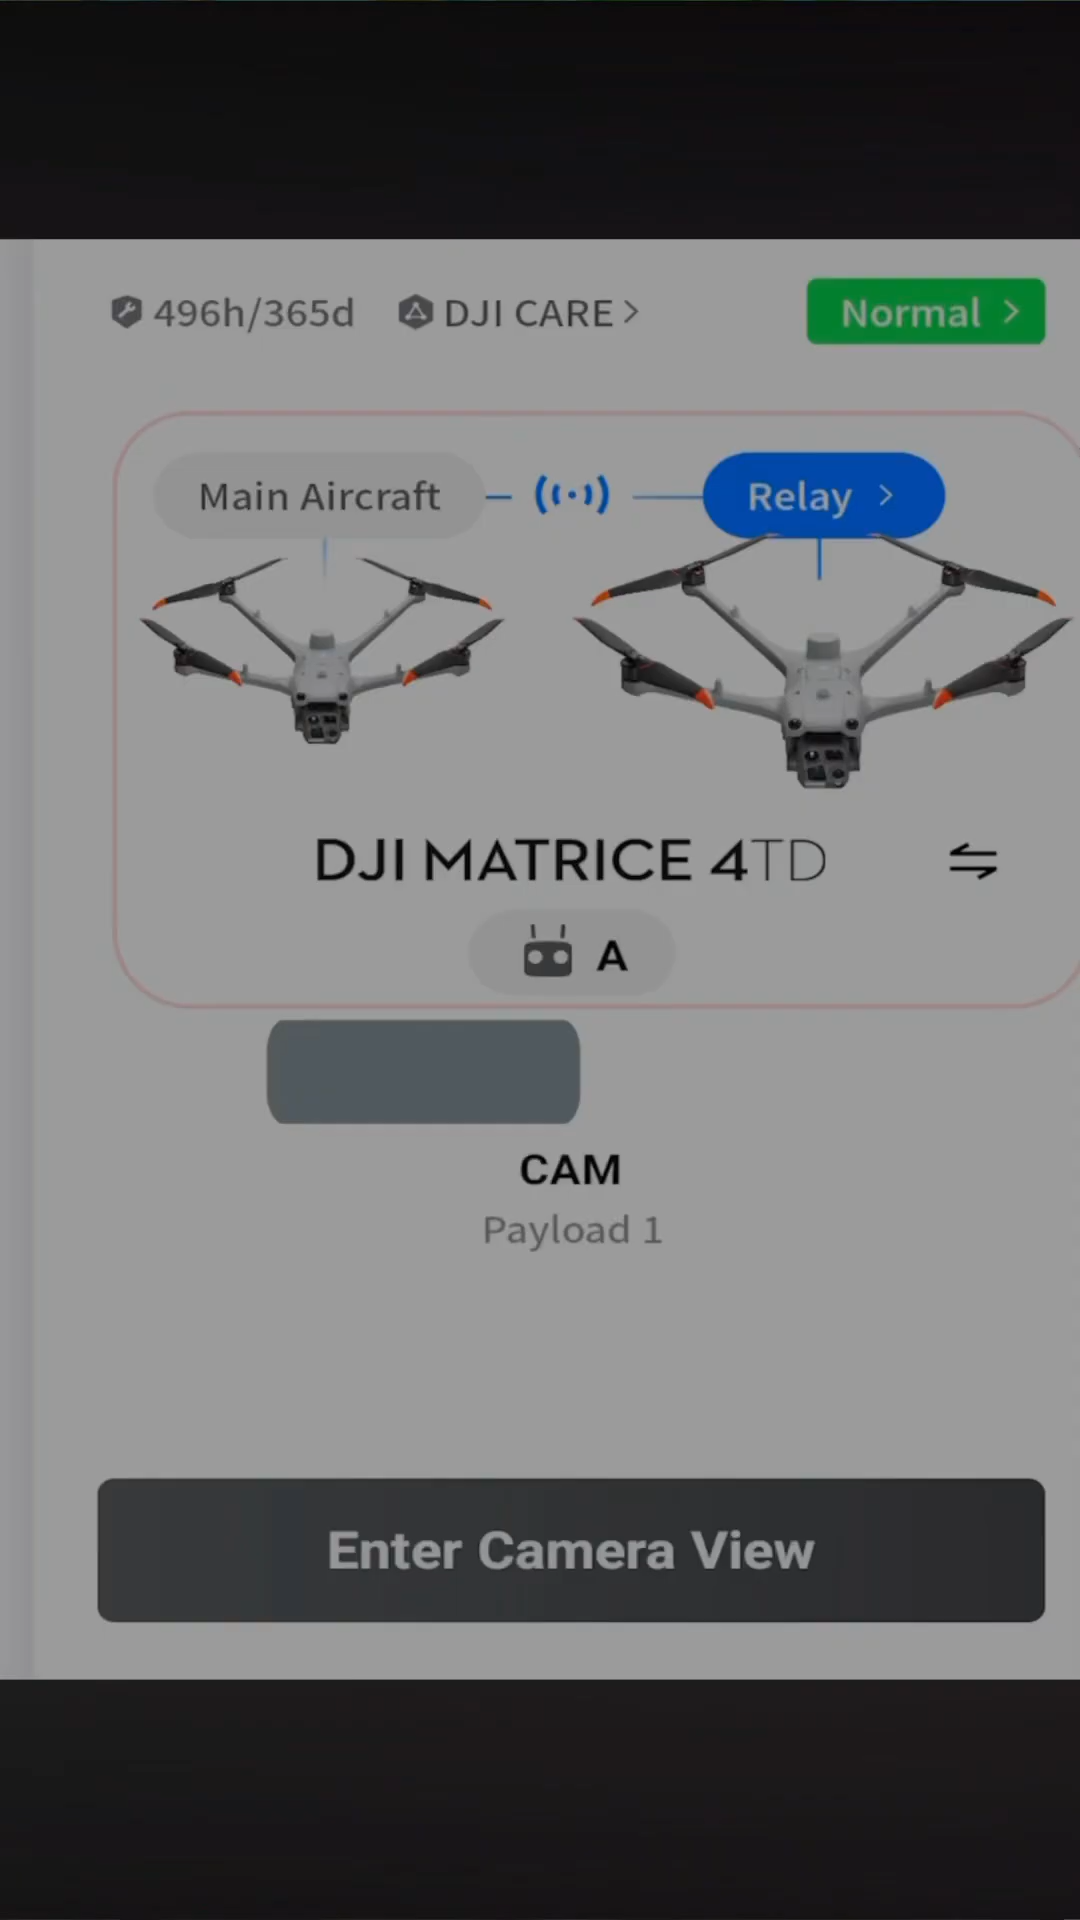 496h/365d DJI CARE Normal
Main Aircraft Relay
DJI MATRICE 4TD
A
CAM
Payload 1
Enter Camera View